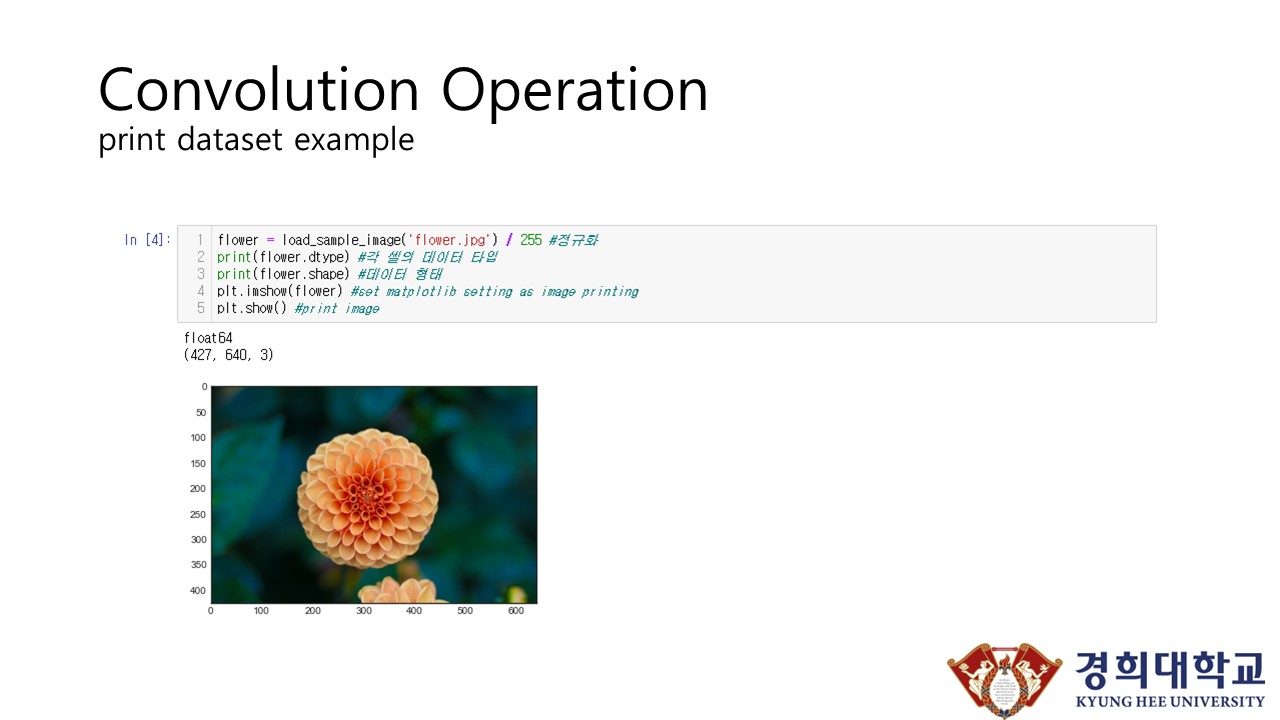 Convolution Operation
print dataset example
In [4]:
1 flower = load_sample_image('flower.jpg') / 255 #정규화
2 print(flower.dtype) #각 셀의 데이터 타입
3 print(flower.shape) #데이터 형태
4 plt.imshow(flower) #set matplotlib setting as image printing
5 plt.show() #print image
float64
(427, 640, 3)
0
50
100
150
200
250
300
350
400
0 100 200 300 400 500 600
경희대학교
KYUNG HEE UNIVERSITY